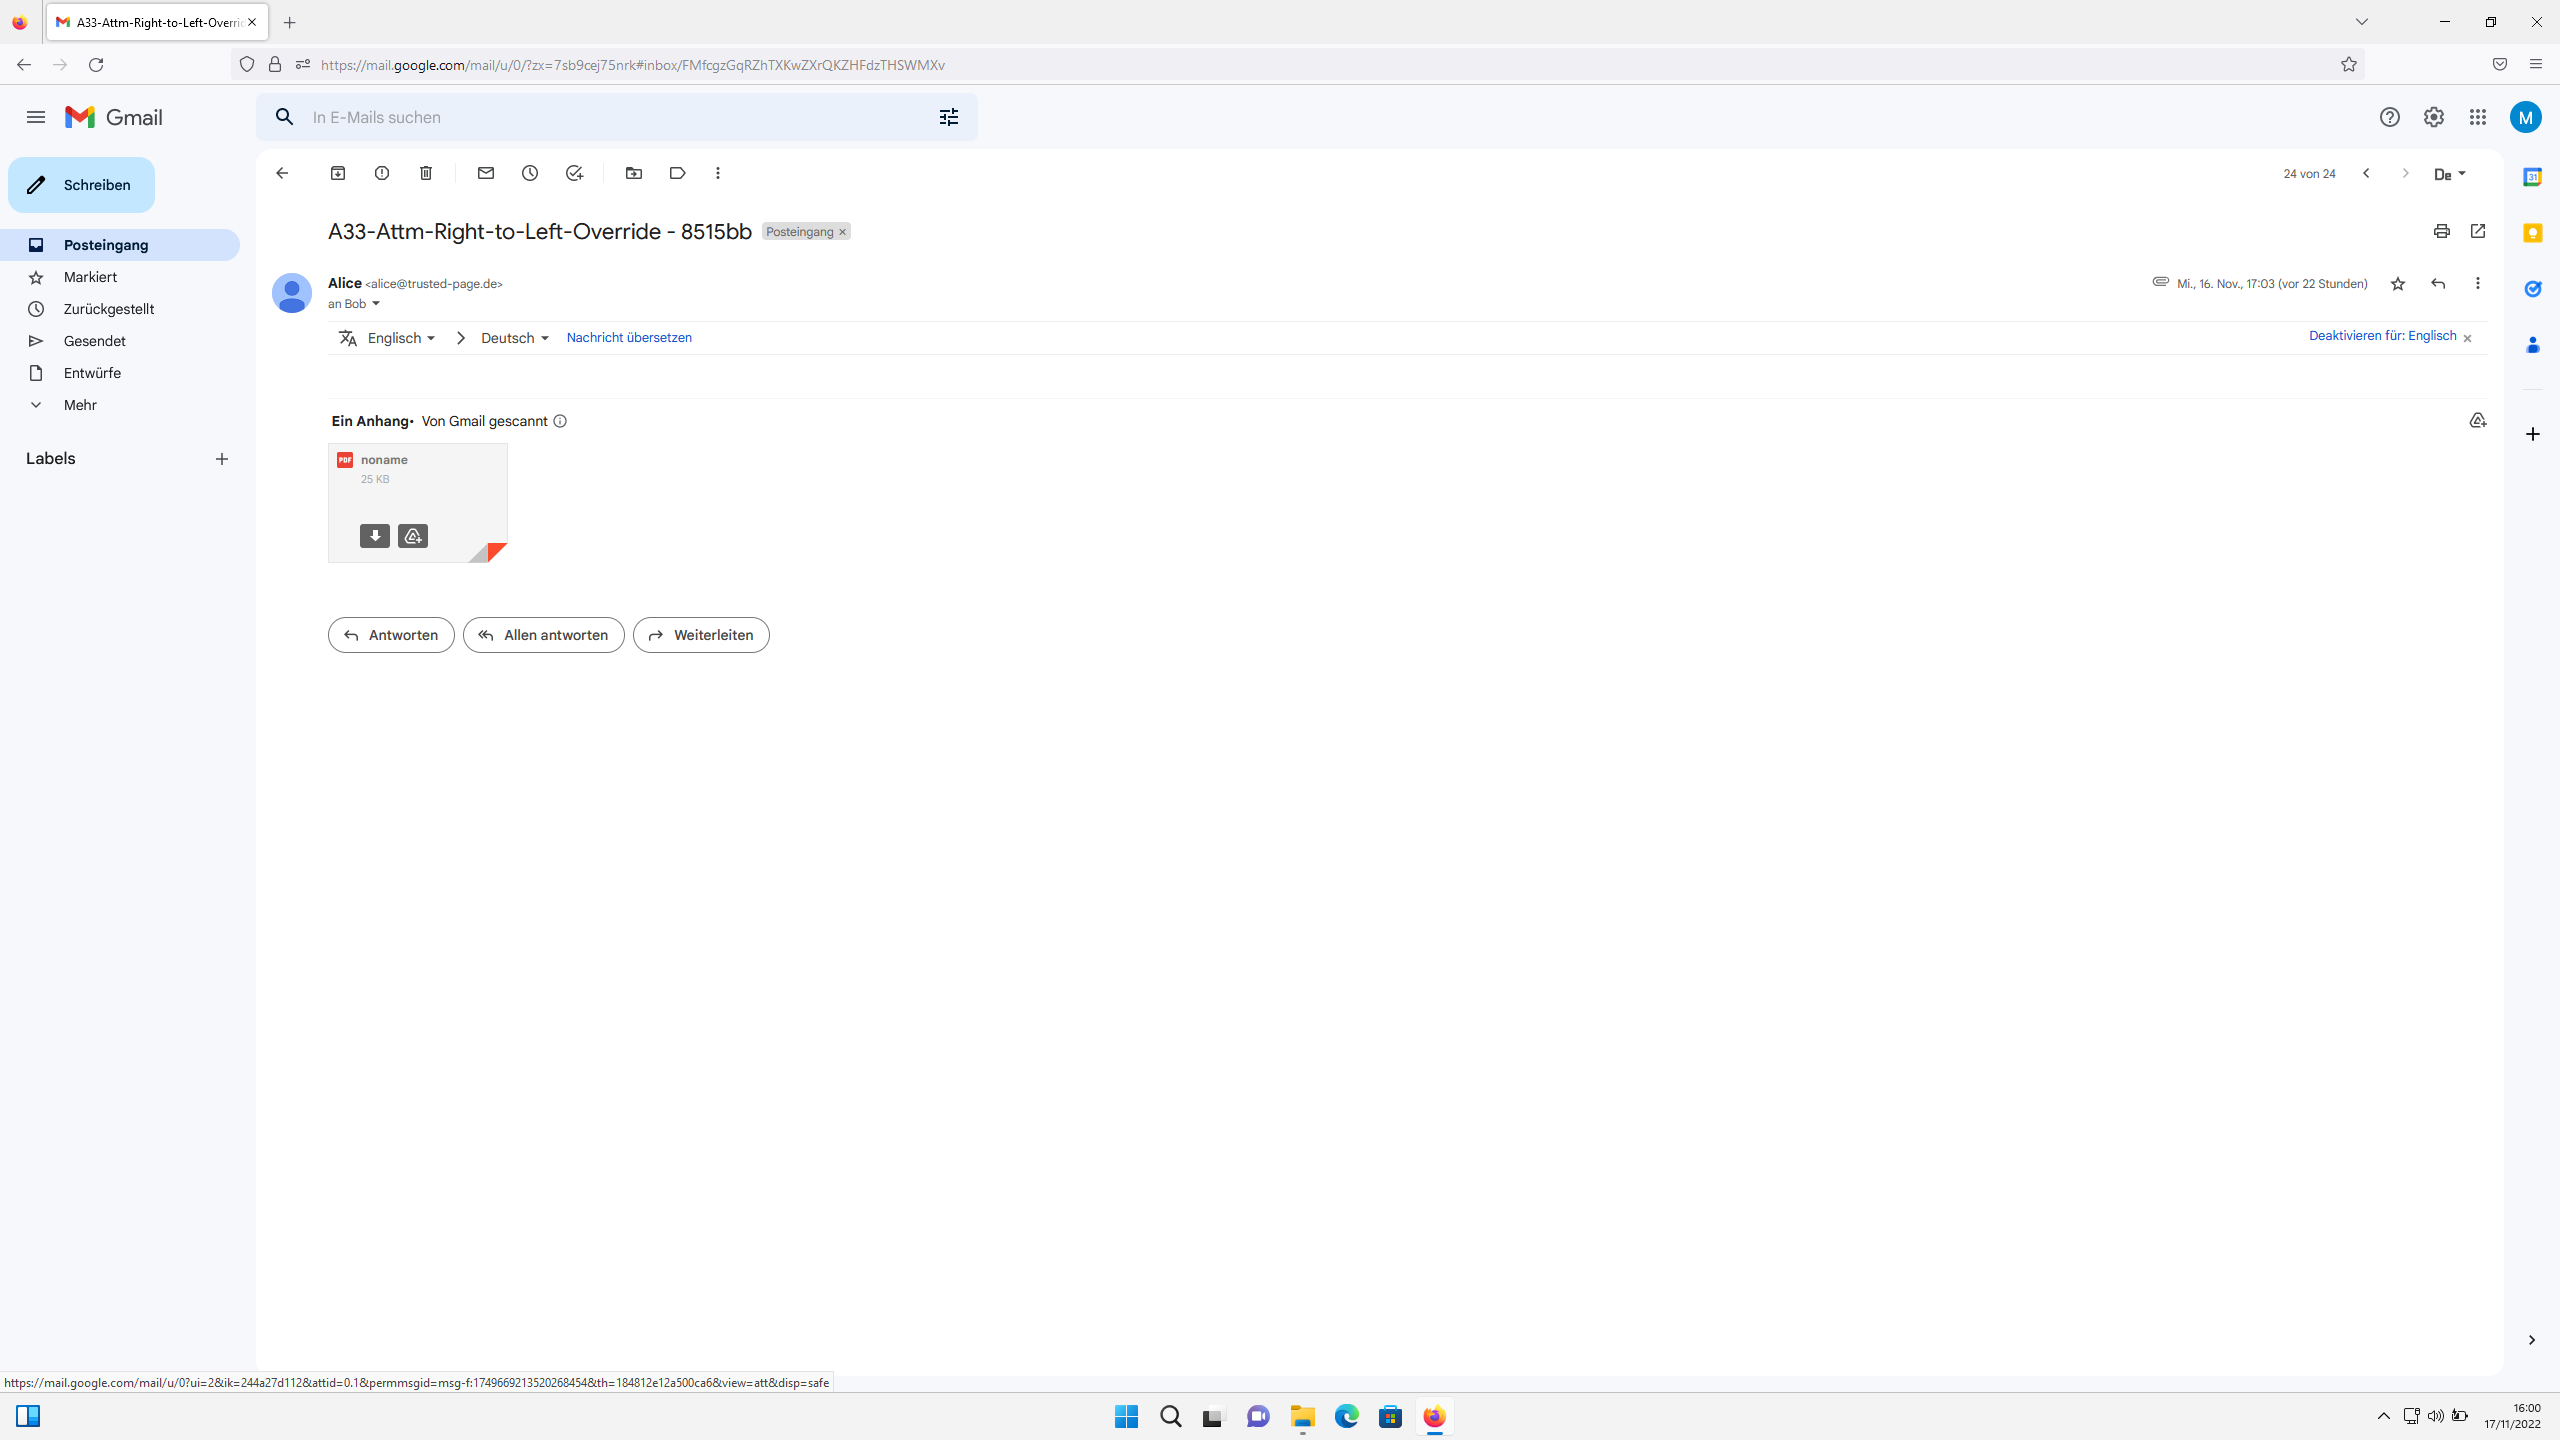 A33-Attm-Right-to-Left-Overri
https://mail.google.com/mail/u/0/?zx=7sb9cej75nrk#inbox/FMfcgzGqRZhTXKwZXrQKZHFdzTHSWMXv
Gmail
In E-Mails suchen
M
Schreiben
24 von 24
De
31
A33-Attm-Right-to-Left-Override - 8515bb
Posteingang ×
Posteingang
Markiert
Zurückgestellt
Gesendet
Entwürfe
Mehr
Labels
Alice <alice@trusted-page.de>
Mi., 16. Nov., 17:03 (vor 22 Stunden)
an Bob
Englisch
Deutsch
Nachricht übersetzen
Deaktivieren für: Englisch ×
Ein Anhang• Von Gmail gescannt
PDF noname
25 KB
Antworten
Allen antworten
Weiterleiten
https://mail.google.com/mail/u/0?ui=2&ik=244a27d112&attid=0.1&permmsgid=msg-f:1749669213520268454&th=184812e12a500ca6&view=att&disp=safe
16:00
17/11/2022